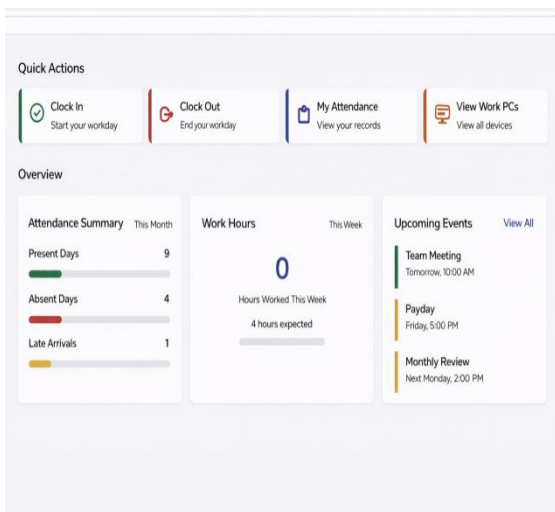 Quick Actions
Clock In
Start your workday
Clock Out
End your workday
My Attendance
View your records
View Work PCs
View all devices
Overview
Attendance Summary This Month
Present Days 9
Absent Days 4
Late Arrivals 1
Work Hours This Week
0
Hours Worked This Week
4 hours expected
Upcoming Events View All
Team Meeting
Tomorrow, 10:00 AM
Payday
Friday, 5:00 PM
Monthly Review
Next Monday, 2:00 PM